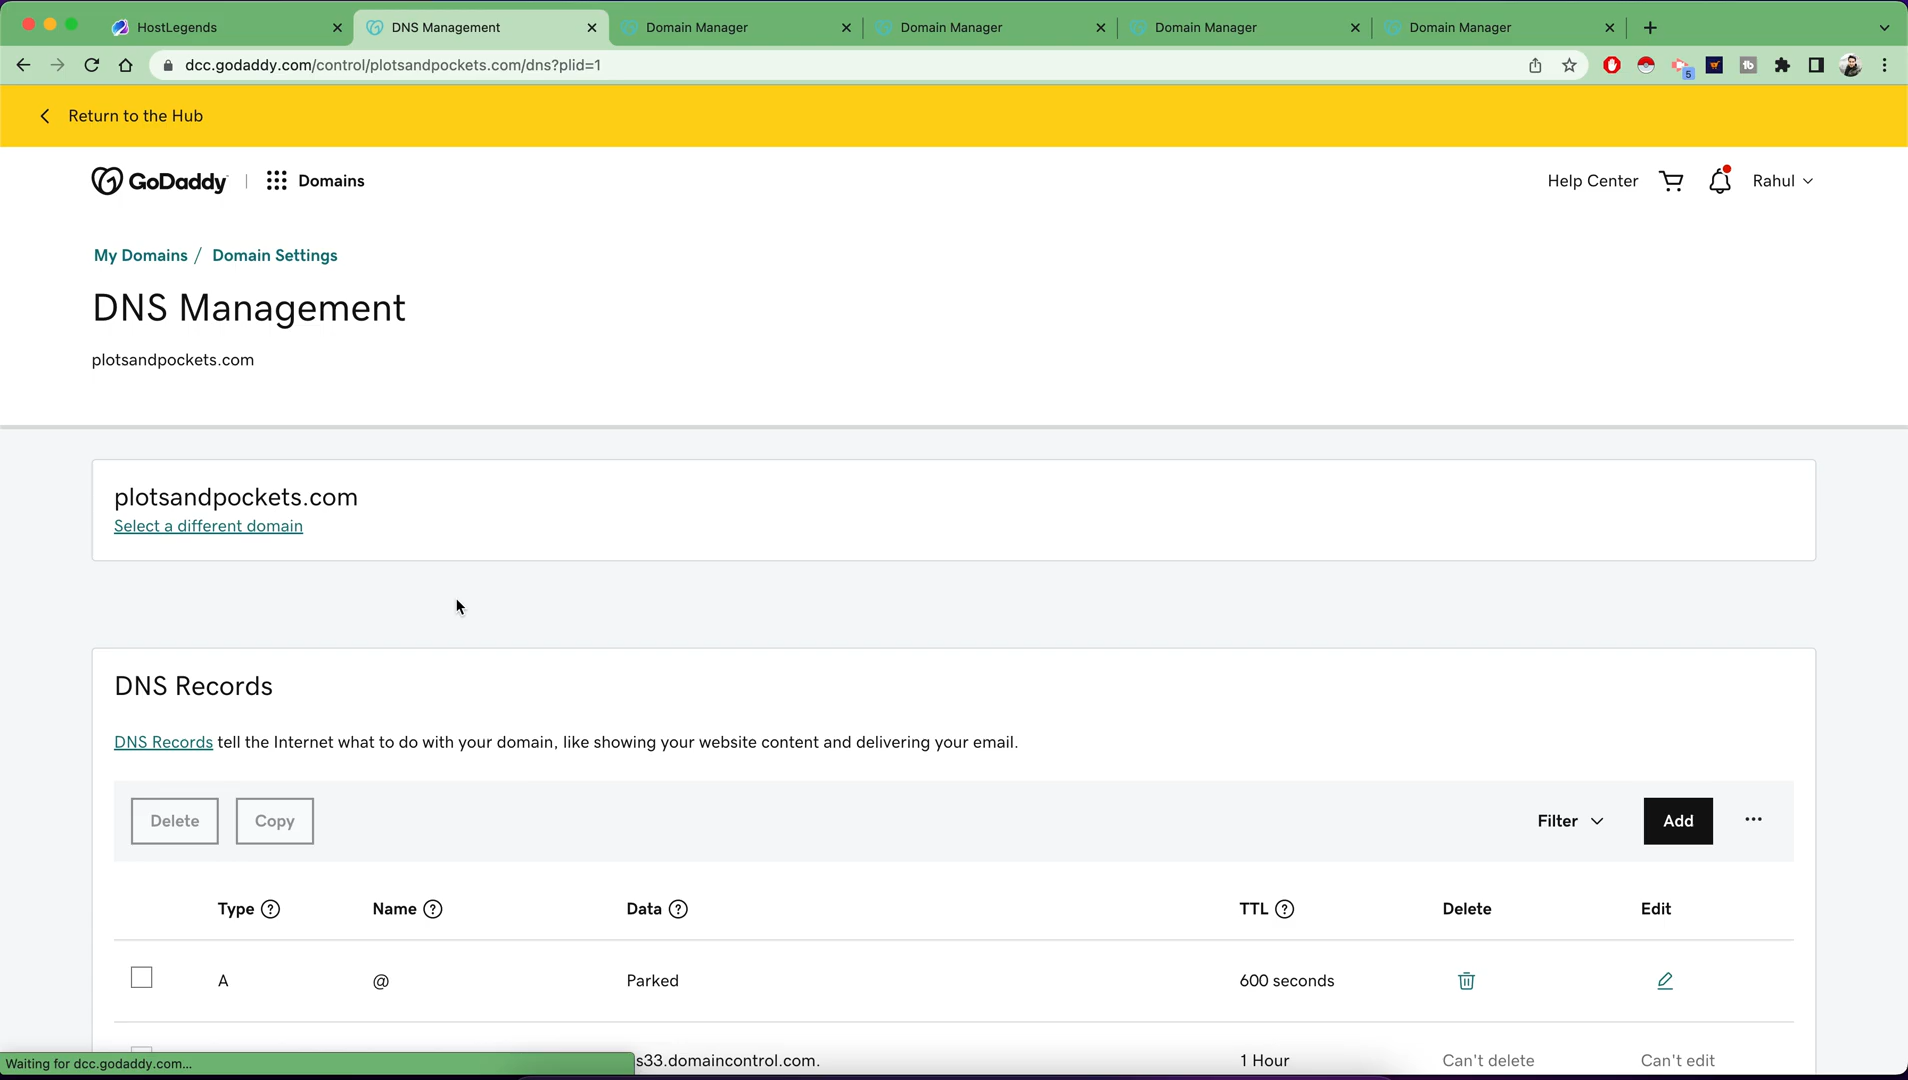 HostLegends
DNS Management
Domain Manager
Domain Manager
Domain Manager
Domain Manager
dcc.godaddy.com/control/plotsandpockets.com/dns?plid=1
5
Return to the Hub
GoDaddy
Domains
Help Center
Rahul
My Domains / Domain Settings
DNS Management
plotsandpockets.com
plotsandpockets.com
Select a different domain
DNS Records
DNS Records tell the Internet what to do with your domain, like showing your website content and delivering your email.
Delete
Copy
Filter
Add
Type ? Name ? Data ? TTL ? Delete Edit
A @ Parked 600 seconds
s33.domaincontrol.com. 1 Hour Can't delete Can't edit
Waiting for dcc.godaddy.com...